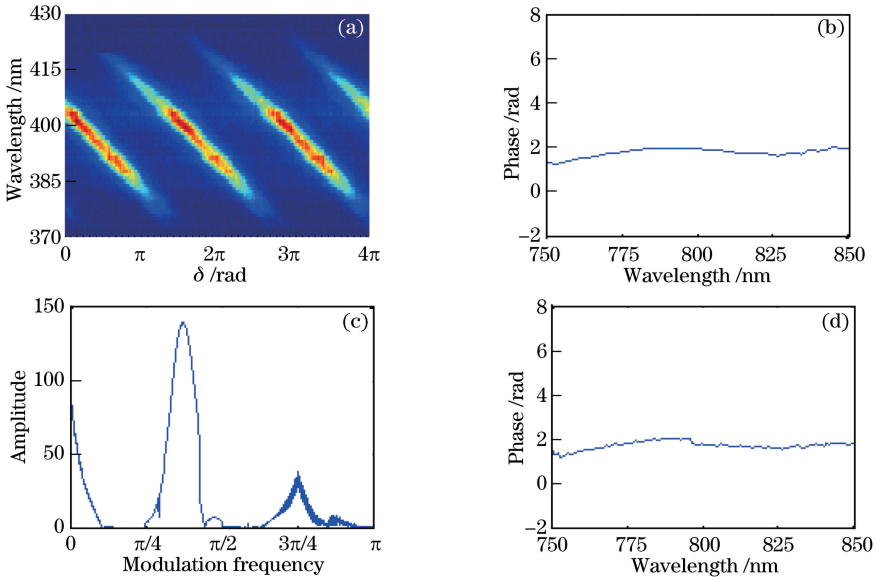 430
415
400
385
370
Wavelength /nm
(a)
0
π
2π
3π
4π
δ /rad
8
6
4
2
0
−2
Phase /rad
(b)
750
775
800
825
850
Wavelength /nm
150
100
50
0
Amplitude
(c)
0
π/4
π/2
3π/4
π
Modulation frequency
8
6
4
2
0
−2
Phase /rad
(d)
750
775
800
825
850
Wavelength /nm